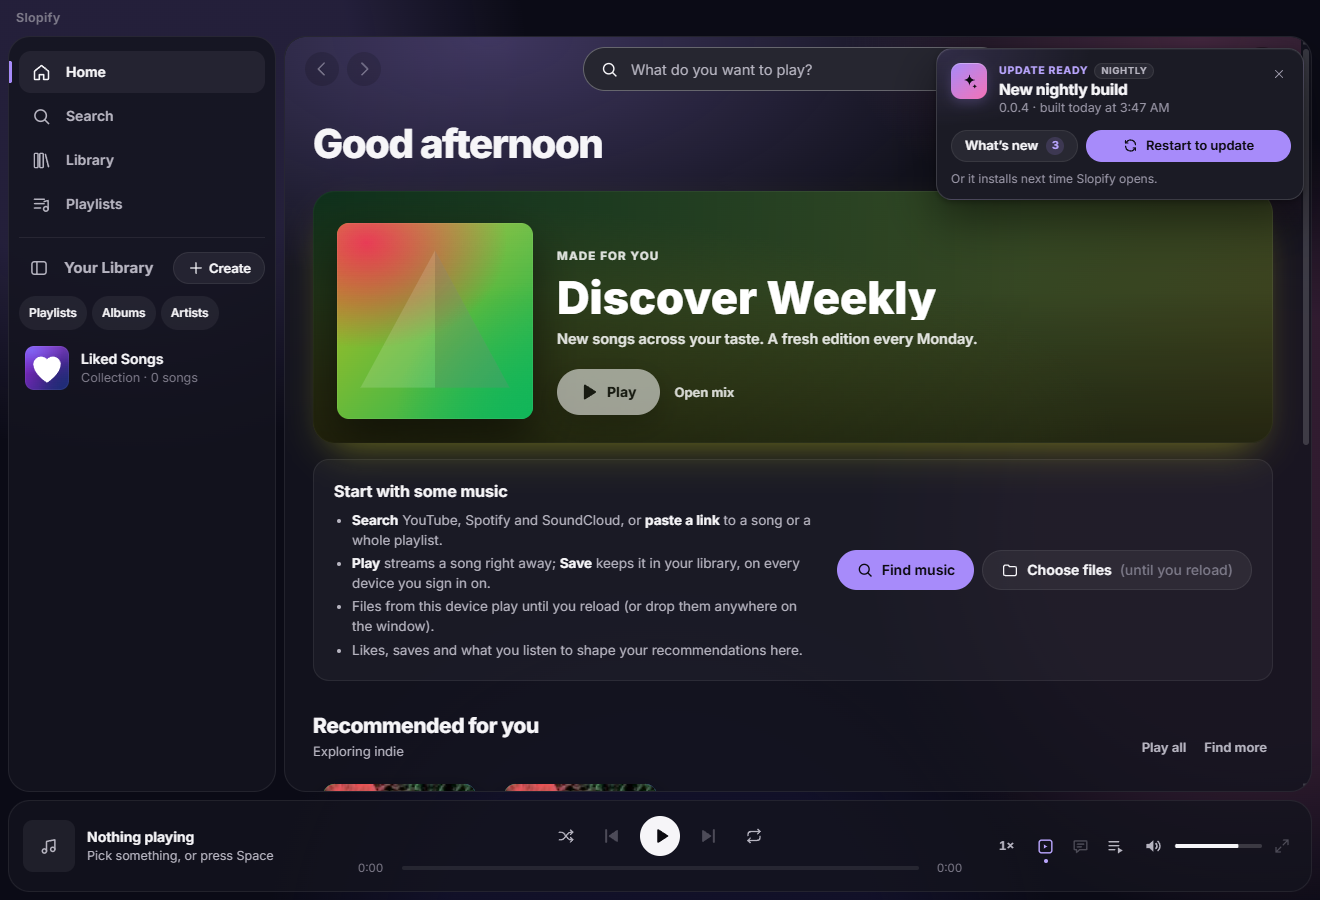 Slopify
Home
Search
Library
Playlists
Your Library
Create
Playlists
Albums
Artists
Liked Songs
Collection · 0 songs
What do you want to play?
UPDATE READY
NIGHTLY
New nightly build
0.0.4 · built today at 3:47 AM
What's new 3
Restart to update
Or it installs next time Slopify opens.
Good afternoon
MADE FOR YOU
Discover Weekly
New songs across your taste. A fresh edition every Monday.
Play
Open mix
Start with some music
• Search YouTube, Spotify and SoundCloud, or paste a link to a song or a
whole playlist.
• Play streams a song right away; Save keeps it in your library, on every
device you sign in on.
• Files from this device play until you reload (or drop them anywhere on
the window).
• Likes, saves and what you listen to shape your recommendations here.
Find music
Choose files (until you reload)
Recommended for you
Exploring indie
Play all
Find more
Nothing playing
Pick something, or press Space
0:00
0:00
1×